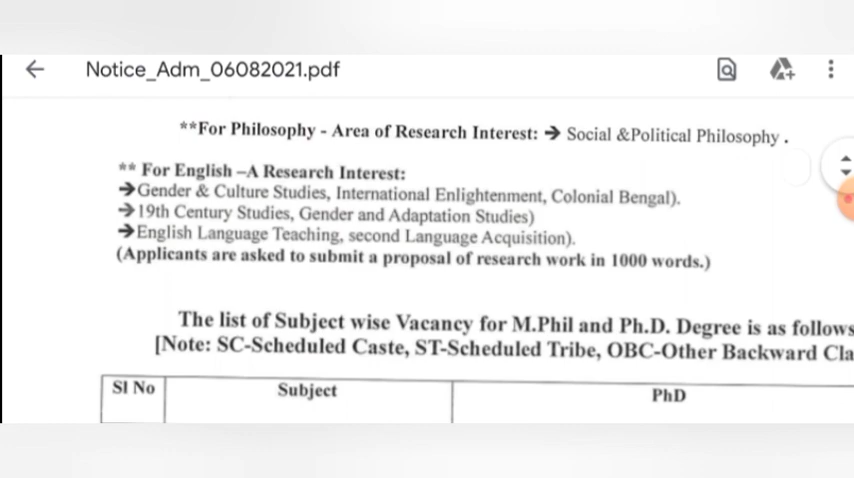 Notice_Adm_06082021.pdf
**For Philosophy - Area of Research Interest: ➔ Social &Political Philosophy .
** For English –A Research Interest:
➔Gender & Culture Studies, International Enlightenment, Colonial Bengal).
➔19th Century Studies, Gender and Adaptation Studies)
➔English Language Teaching, second Language Acquisition).
(Applicants are asked to submit a proposal of research work in 1000 words.)
The list of Subject wise Vacancy for M.Phil and Ph.D. Degree is as follows
[Note: SC-Scheduled Caste, ST-Scheduled Tribe, OBC-Other Backward Cla
Sl No Subject PhD